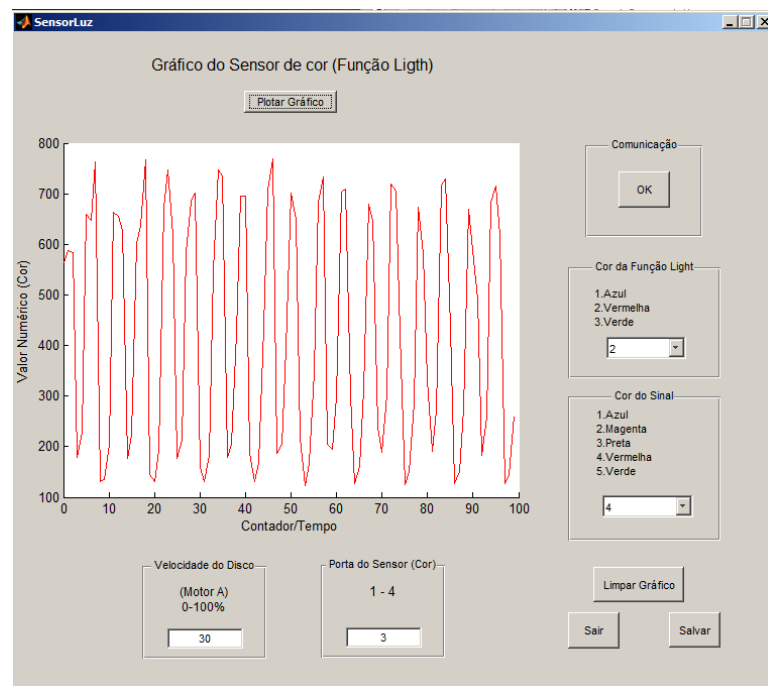 SensorLuz
Gráfico do Sensor de cor (Função Ligth)
Plotar Gráfico
800
700
600
500
400
300
200
100
Valor Numérico (Cor)
0 10 20 30 40 50 60 70 80 90 100
Contador/Tempo
Comunicação
OK
Cor da Função Light
1.Azul
2.Vermelha
3.Verde
2
Cor do Sinal
1.Azul
2.Magenta
3.Preta
4.Vermelha
5.Verde
4
Velocidade do Disco
(Motor A)
0-100%
30
Porta do Sensor (Cor)
1 - 4
3
Limpar Gráfico
Sair
Salvar